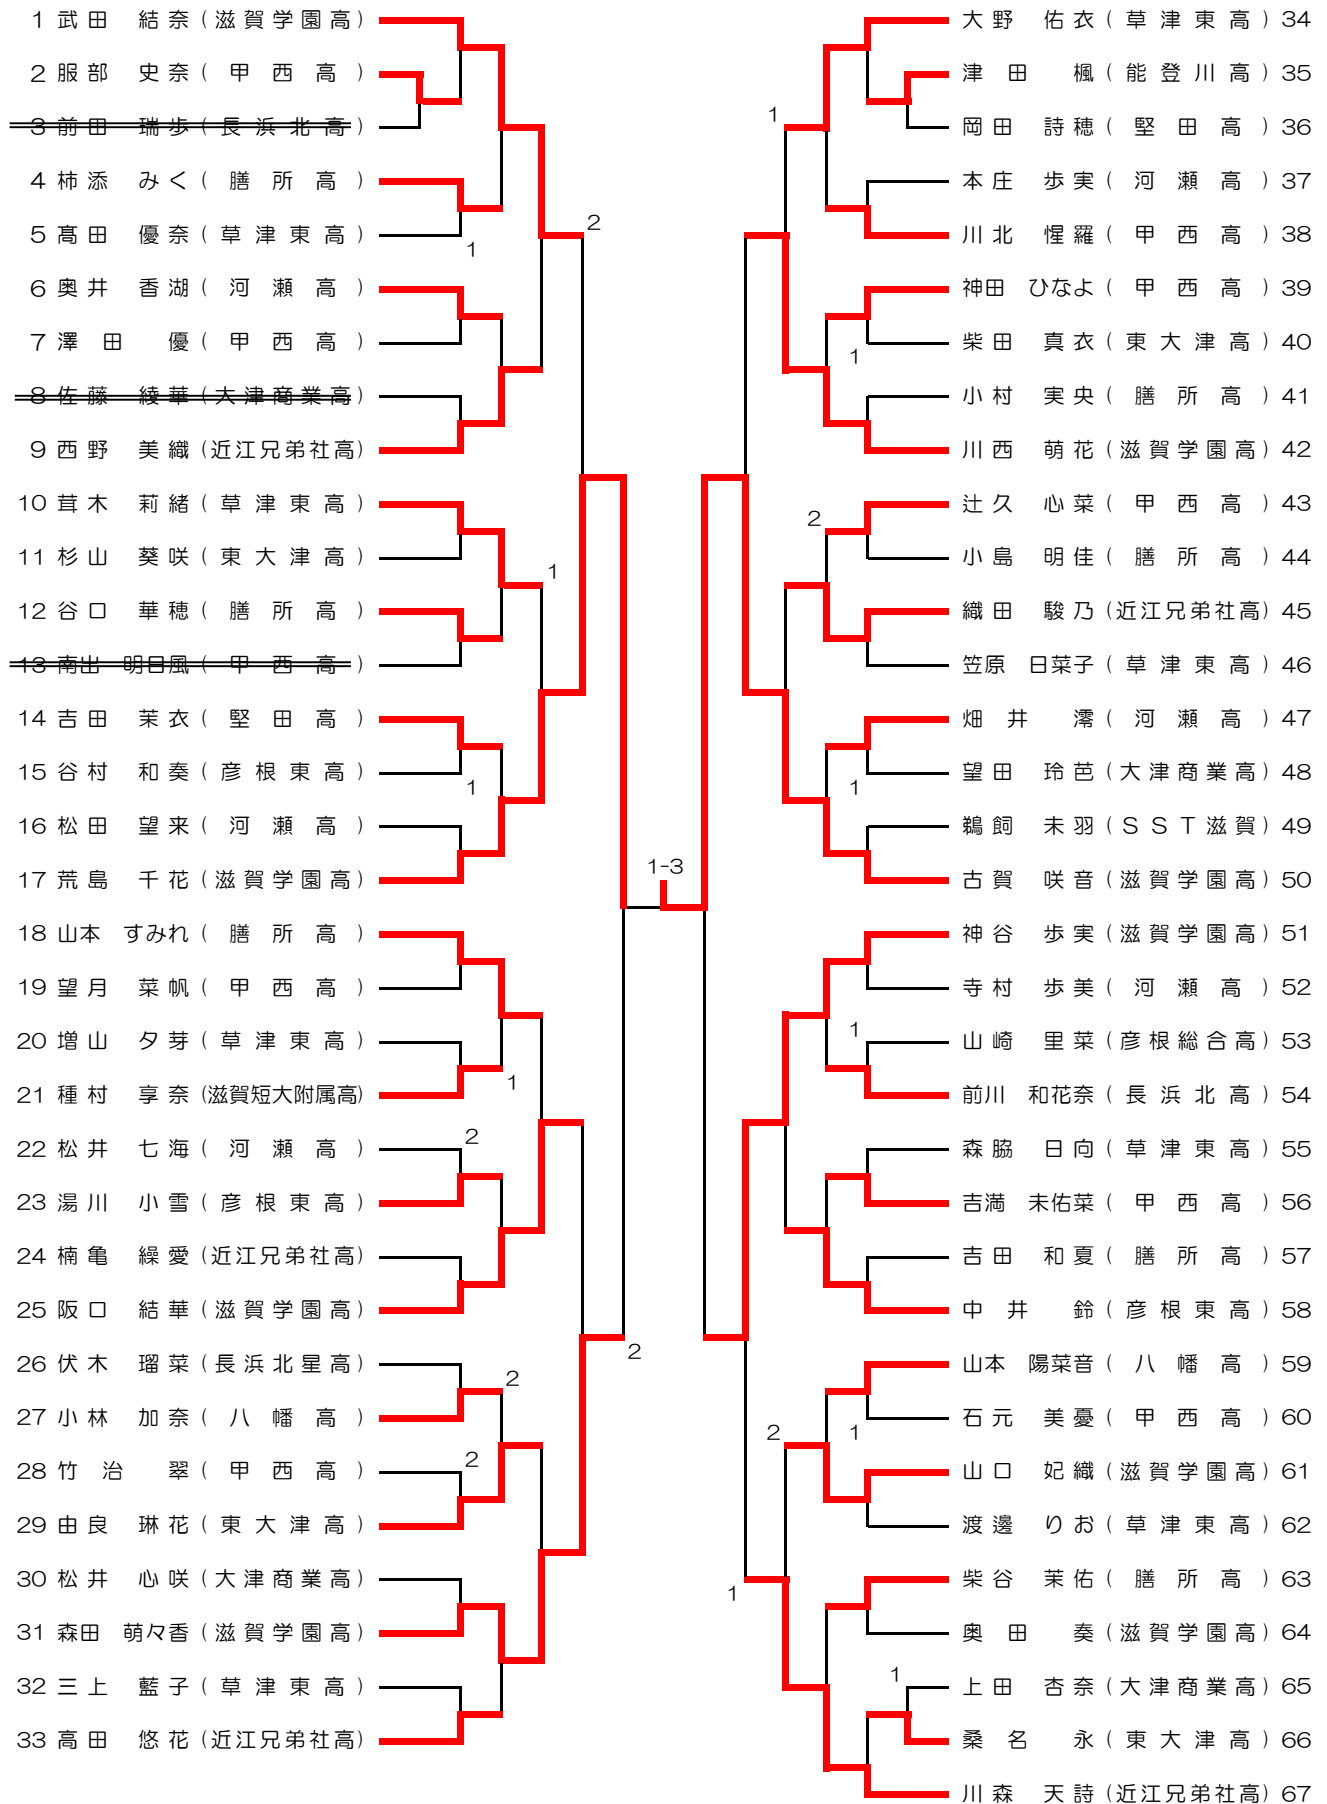 1 武田 結奈(滋賀学園高)
2 服部 史奈(甲西高)
3 前田 瑞歩(長浜北高)
4 柿添 みく(膳所高)
5 髙田 優奈(草津東高)
1
2
6 奥井 香湖(河瀬高)
7 澤田 優(甲西高)
8 佐藤 綾華(大津商業高)
9 西野 美織(近江兄弟社高)
10 茸木 莉緒(草津東高)
11 杉山 葵咲(東大津高)
1
12 谷口 華穂(膳所高)
13 南出 明日風(甲西高)
14 吉田 茉衣(堅田高)
15 谷村 和奏(彦根東高)
1
16 松田 望来(河瀬高)
17 荒島 千花(滋賀学園高)
18 山本 すみれ(膳所高)
19 望月 菜帆(甲西高)
20 増山 夕芽(草津東高)
1
21 種村 享奈(滋賀短大附属高)
22 松井 七海(河瀬高)
2
23 湯川 小雪(彦根東高)
24 楠亀 繰愛(近江兄弟社高)
25 阪口 結華(滋賀学園高)
2
26 伏木 瑠菜(長浜北星高)
2
27 小林 加奈(八幡高)
28 竹治 翠(甲西高)
2
29 由良 琳花(東大津高)
30 松井 心咲(大津商業高)
31 森田 萌々香(滋賀学園高)
32 三上 藍子(草津東高)
33 高田 悠花(近江兄弟社高)
1-3
大野 佑衣(草津東高) 34
津田 楓(能登川高) 35
1
岡田 詩穂(堅田高) 36
本庄 歩実(河瀬高) 37
川北 惺羅(甲西高) 38
神田 ひなよ(甲西高) 39
柴田 真衣(東大津高) 40
1
小村 実央(膳所高) 41
川西 萌花(滋賀学園高) 42
辻久 心菜(甲西高) 43
2
小島 明佳(膳所高) 44
織田 駿乃(近江兄弟社高) 45
笠原 日菜子(草津東高) 46
畑井 澪(河瀬高) 47
望田 玲芭(大津商業高) 48
1
鵜飼 未羽(SST滋賀) 49
古賀 咲音(滋賀学園高) 50
神谷 歩実(滋賀学園高) 51
寺村 歩美(河瀬高) 52
1
山崎 里菜(彦根総合高) 53
前川 和花奈(長浜北高) 54
森脇 日向(草津東高) 55
吉満 未佑菜(甲西高) 56
吉田 和夏(膳所高) 57
中井 鈴(彦根東高) 58
山本 陽菜音(八幡高) 59
石元 美憂(甲西高) 60
1
2
山口 妃織(滋賀学園高) 61
渡邊 りお(草津東高) 62
柴谷 茉佑(膳所高) 63
1
奥田 奏(滋賀学園高) 64
1
上田 杏奈(大津商業高) 65
桑名 永(東大津高) 66
川森 天詩(近江兄弟社高) 67